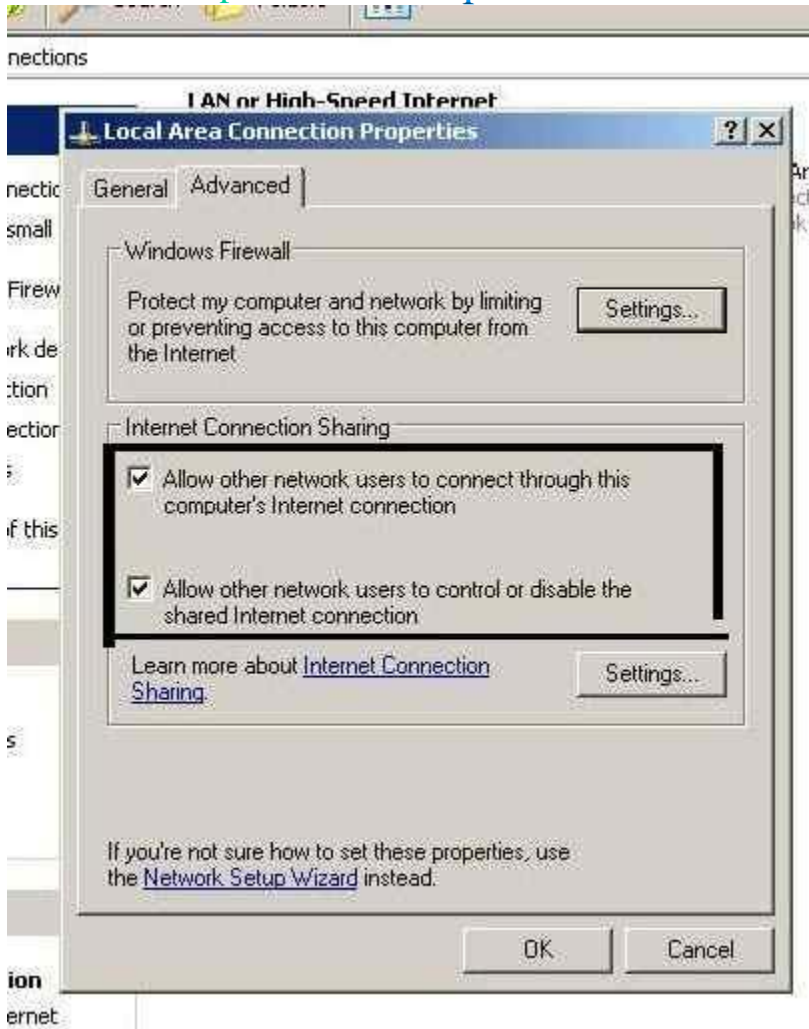 Search
Folders
nections
LAN or High-Speed Internet
Local Area Connection Properties
General Advanced
nectic
small
Firew
rk de
ction
ection
s
of this
s
ion
ernet
Windows Firewall
Protect my computer and network by limiting
or preventing access to this computer from
the Internet
Settings...
Internet Connection Sharing
Allow other network users to connect through this
computer's Internet connection
Allow other network users to control or disable the
shared Internet connection
Learn more about Internet Connection
Sharing.
Settings...
If you're not sure how to set these properties, use
the Network Setup Wizard instead.
OK Cancel